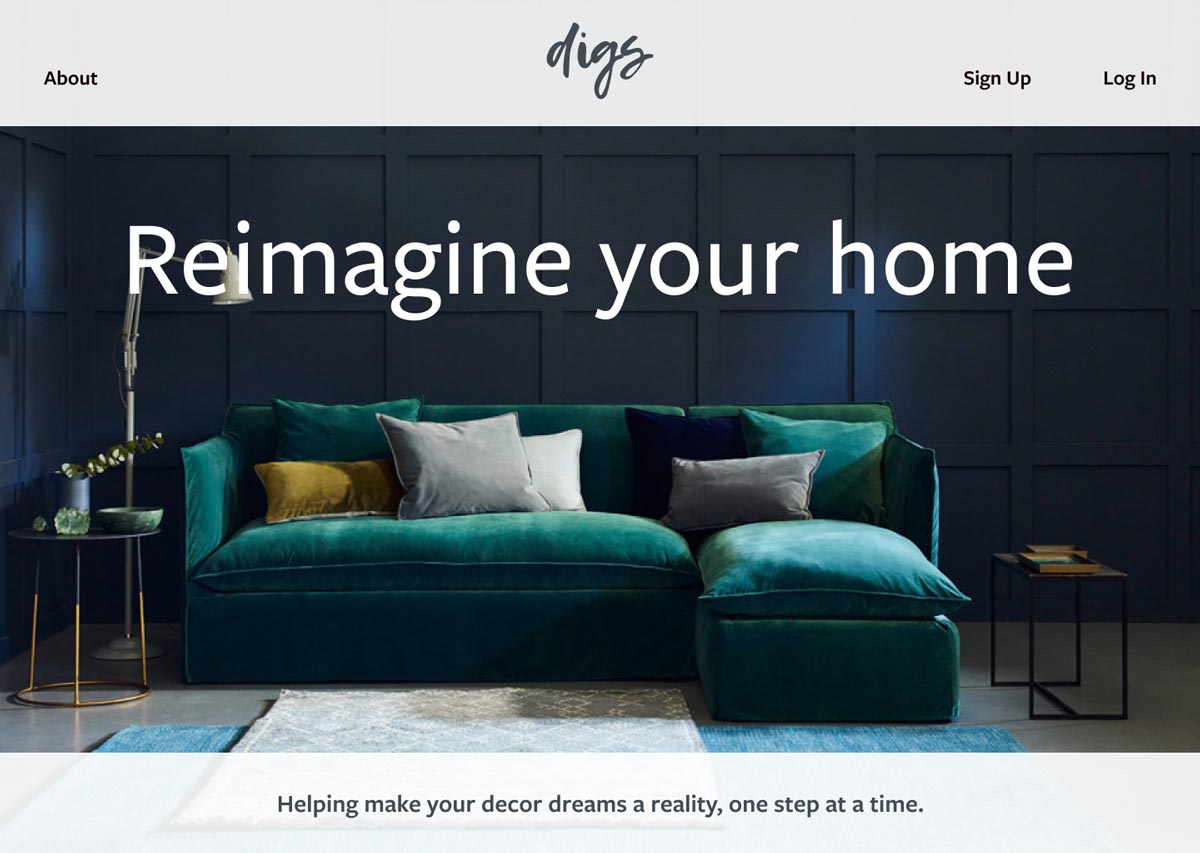 digs
About
Sign Up
Log In
Reimagine your home
Helping make your decor dreams a reality, one step at a time.